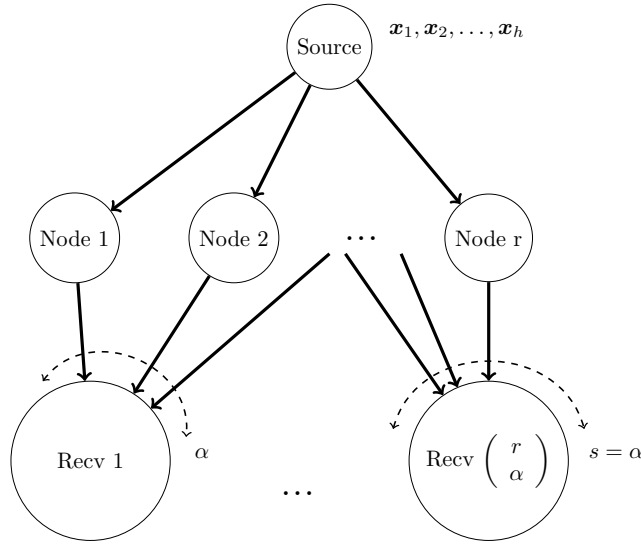 Source
x₁, x₂, . . . , xₕ
Node 1
Node 2
...
Node r
Recv 1
α
...
Recv ( r α )
s = α